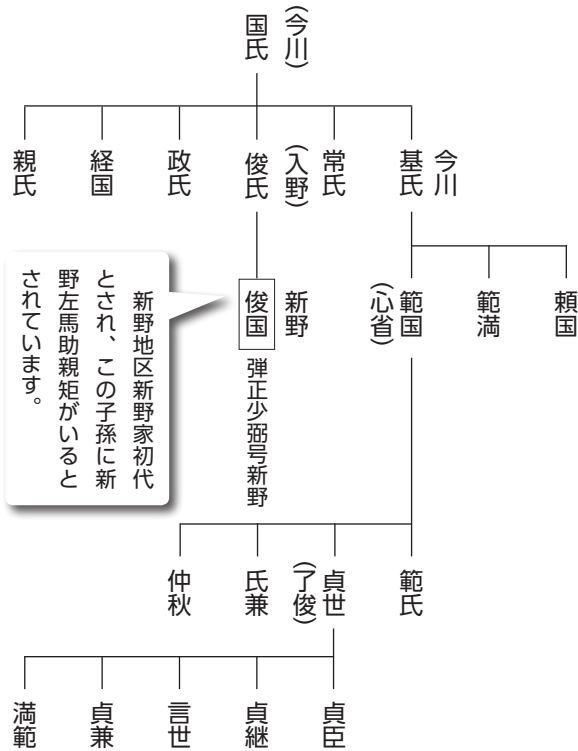 (今川)
国氏
今川
基氏
常氏
(入野)
俊氏
政氏
経国
親氏
頼国
範満
範国
(心省)
新野
俊国
弾正少弼号新野
新野地区新野家初代
とされ、この子孫に新
野左馬助親矩がいると
されています。
範氏
貞世
(了俊)
氏兼
仲秋
貞臣
貞継
言世
貞兼
満範